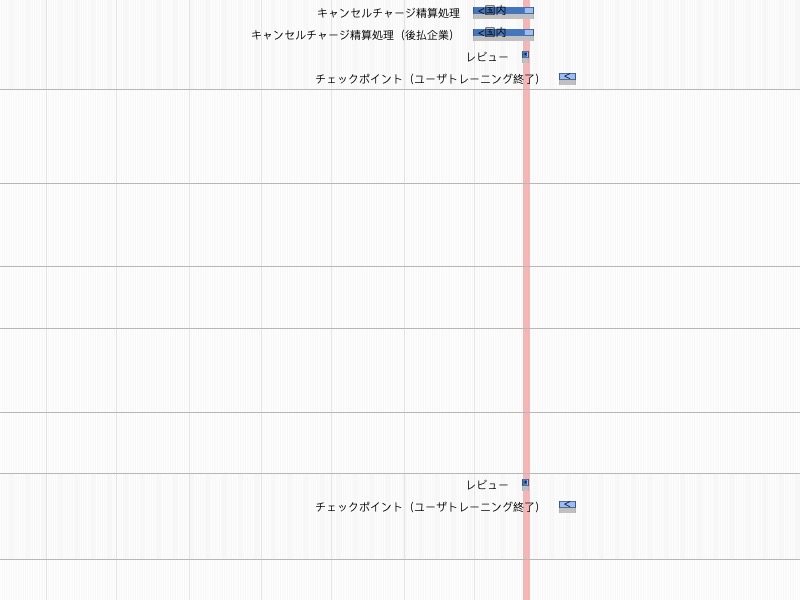 キャンセルチャージ精算処理 <国内
キャンセルチャージ精算処理（後払企業） <国内
レビュー
チェックポイント（ユーザトレーニング終了） <
レビュー
チェックポイント（ユーザトレーニング終了） <